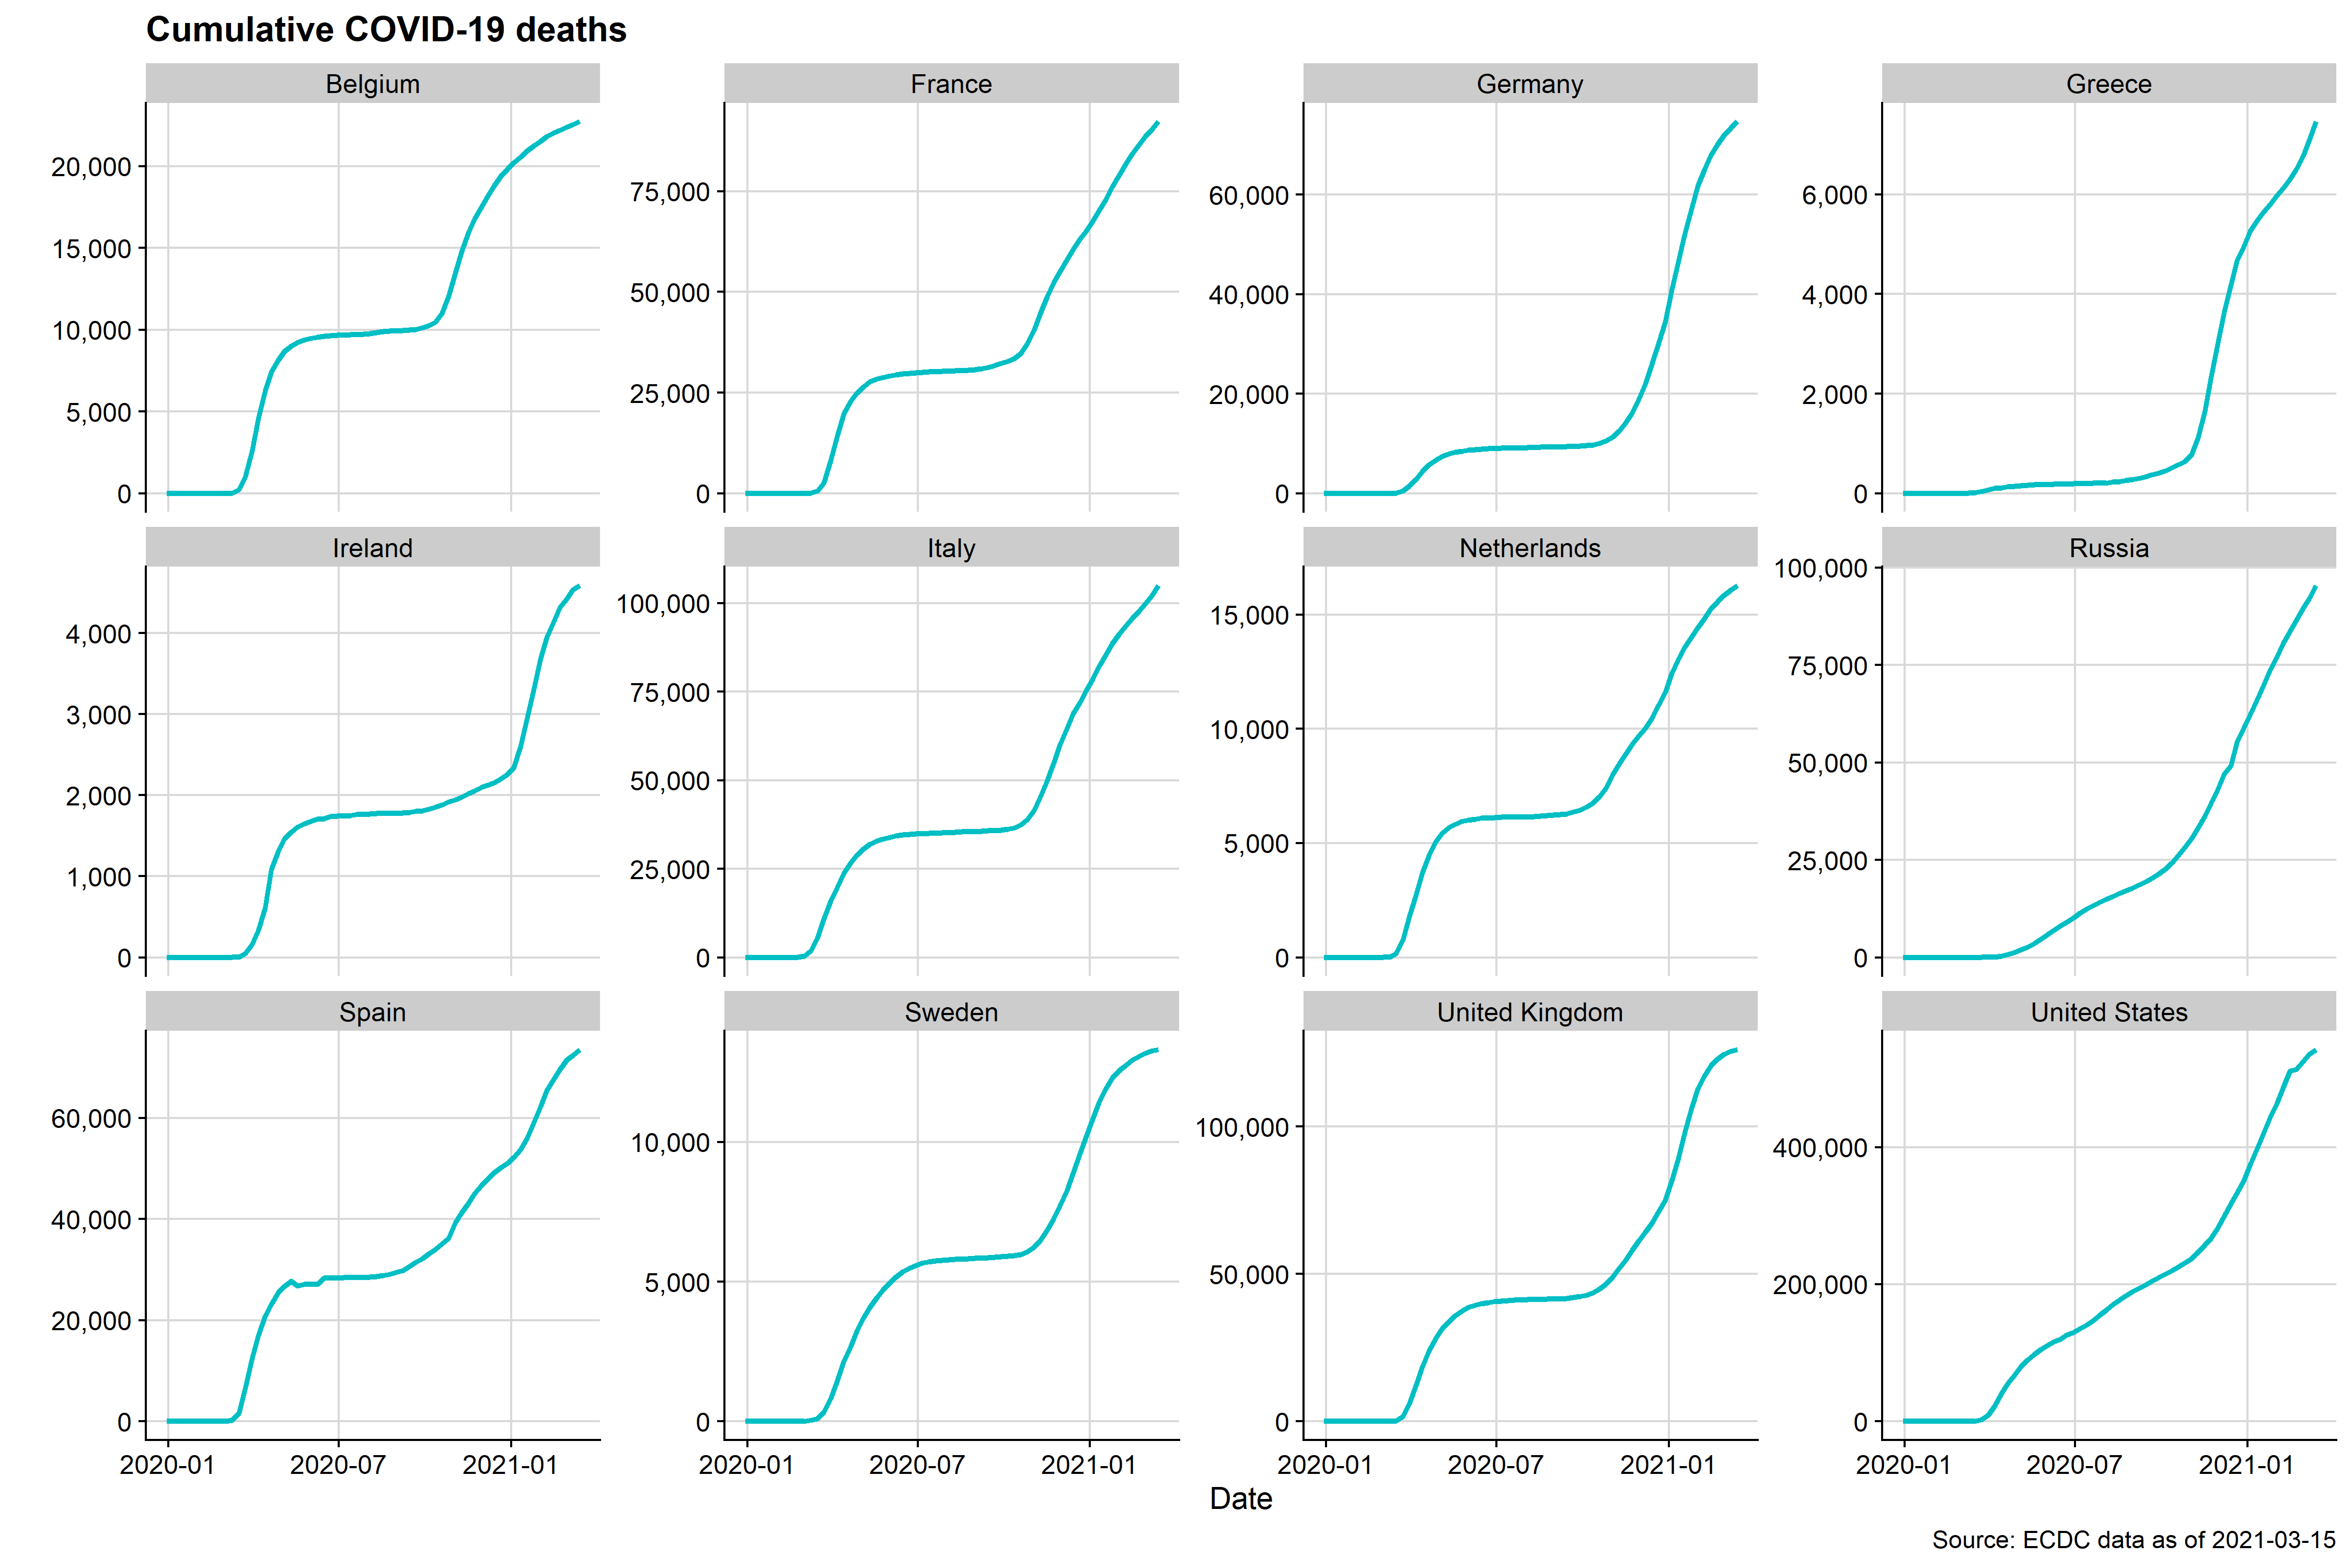 Cumulative COVID-19 deaths
Belgium
France
Germany
Greece
20,000
15,000
10,000
5,000
0
75,000
50,000
25,000
0
60,000
40,000
20,000
0
6,000
4,000
2,000
0
Ireland
Italy
Netherlands
Russia
4,000
3,000
2,000
1,000
0
100,000
75,000
50,000
25,000
0
15,000
10,000
5,000
0
100,000
75,000
50,000
25,000
0
Spain
Sweden
United Kingdom
United States
60,000
40,000
20,000
0
10,000
5,000
0
100,000
50,000
0
400,000
200,000
0
2020-01 2020-07 2021-01
2020-01 2020-07 2021-01
2020-01 2020-07 2021-01
2020-01 2020-07 2021-01
Date
Source: ECDC data as of 2021-03-15